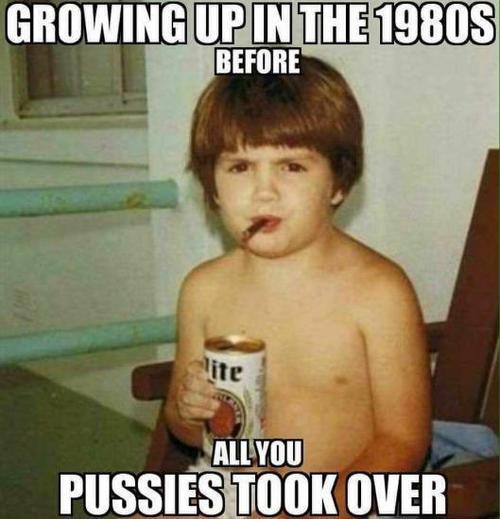 GROWING UP IN THE 1980S
BEFORE
lite
ALL YOU
PUSSIES TOOK OVER